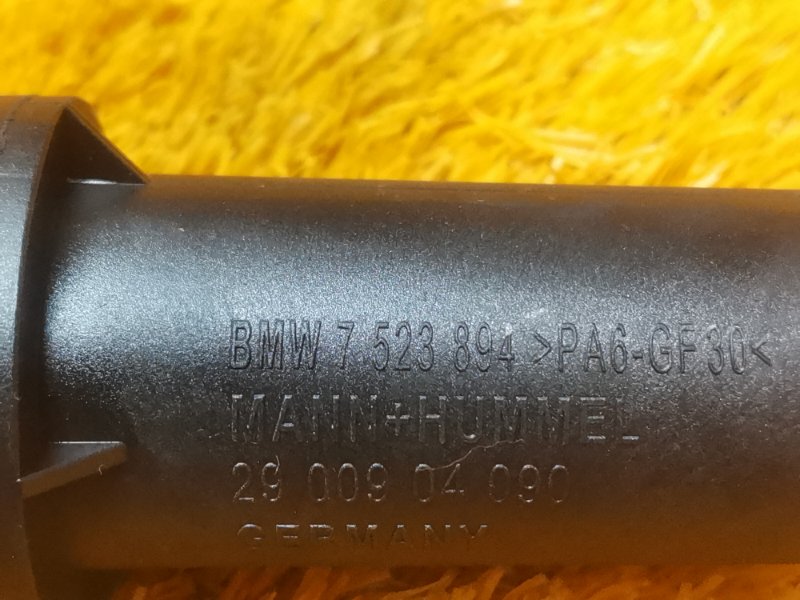 BMW 7 523 894 >PA6-GF30<
MANN+HUMMEL
29 009 04 090
GERMANY